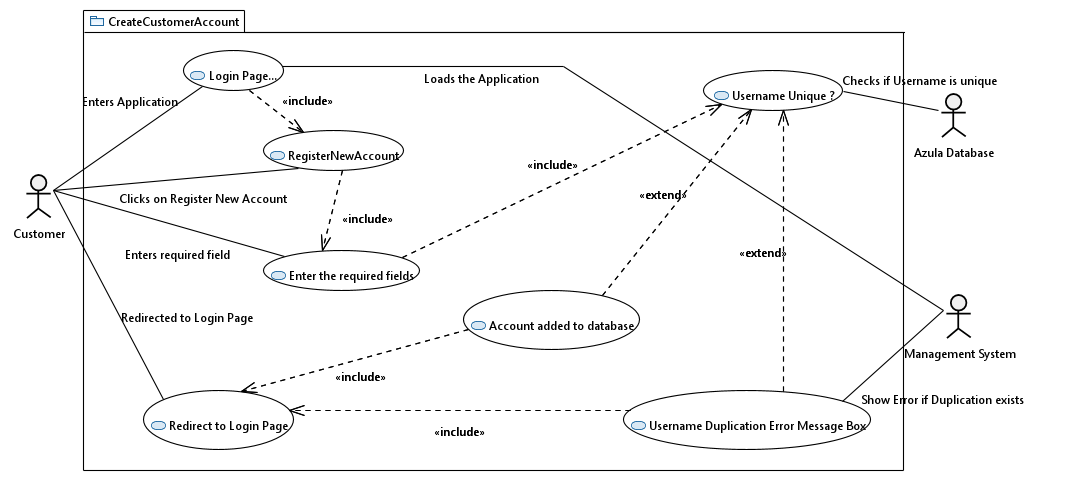 CreateCustomerAccount
Login Page...
Loads the Application
Checks if Username is unique
Username Unique ?
Enters Application
«include»
RegisterNewAccount
Azula Database
«include»
Clicks on Register New Account
«extend»
«include»
Customer
Enters required field
«extend»
Enter the required fields
Redirected to Login Page
Account added to database
Management System
«include»
Show Error if Duplication exists
Redirect to Login Page
«include»
Username Duplication Error Message Box